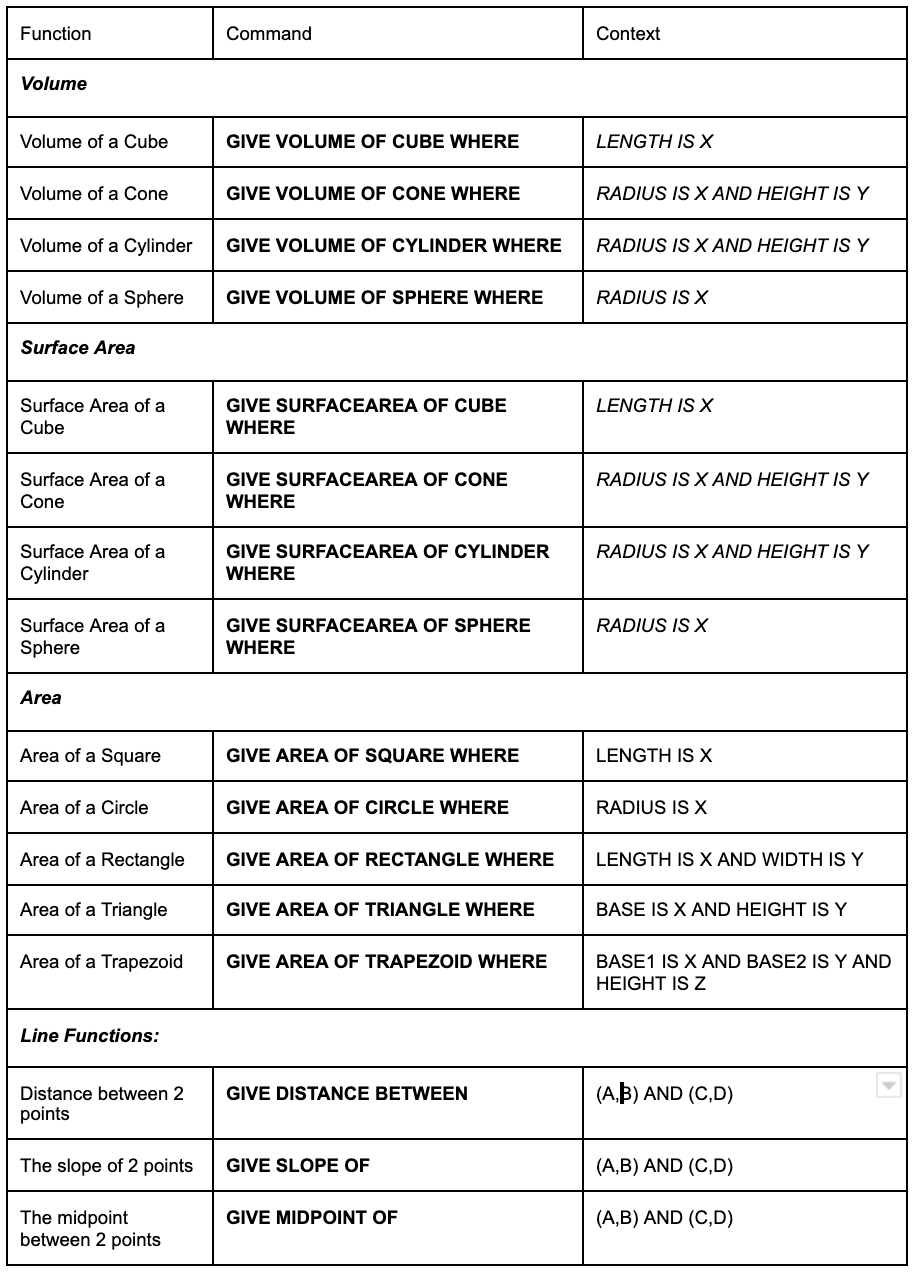 Function Command Context
Volume
Volume of a Cube GIVE VOLUME OF CUBE WHERE LENGTH IS X
Volume of a Cone GIVE VOLUME OF CONE WHERE RADIUS IS X AND HEIGHT IS Y
Volume of a Cylinder GIVE VOLUME OF CYLINDER WHERE RADIUS IS X AND HEIGHT IS Y
Volume of a Sphere GIVE VOLUME OF SPHERE WHERE RADIUS IS X
Surface Area
Surface Area of a
Cube
GIVE SURFACEAREA OF CUBE
WHERE
LENGTH IS X
Surface Area of a
Cone
GIVE SURFACEAREA OF CONE
WHERE
RADIUS IS X AND HEIGHT IS Y
Surface Area of a
Cylinder
GIVE SURFACEAREA OF CYLINDER
WHERE
RADIUS IS X AND HEIGHT IS Y
Surface Area of a
Sphere
GIVE SURFACEAREA OF SPHERE
WHERE
RADIUS IS X
Area
Area of a Square GIVE AREA OF SQUARE WHERE LENGTH IS X
Area of a Circle GIVE AREA OF CIRCLE WHERE RADIUS IS X
Area of a Rectangle GIVE AREA OF RECTANGLE WHERE LENGTH IS X AND WIDTH IS Y
Area of a Triangle GIVE AREA OF TRIANGLE WHERE BASE IS X AND HEIGHT IS Y
Area of a Trapezoid GIVE AREA OF TRAPEZOID WHERE BASE1 IS X AND BASE2 IS Y AND
HEIGHT IS Z
Line Functions:
Distance between 2
points
GIVE DISTANCE BETWEEN
(A,B) AND (C,D)
The slope of 2 points GIVE SLOPE OF (A,B) AND (C,D)
The midpoint
between 2 points
GIVE MIDPOINT OF
(A,B) AND (C,D)